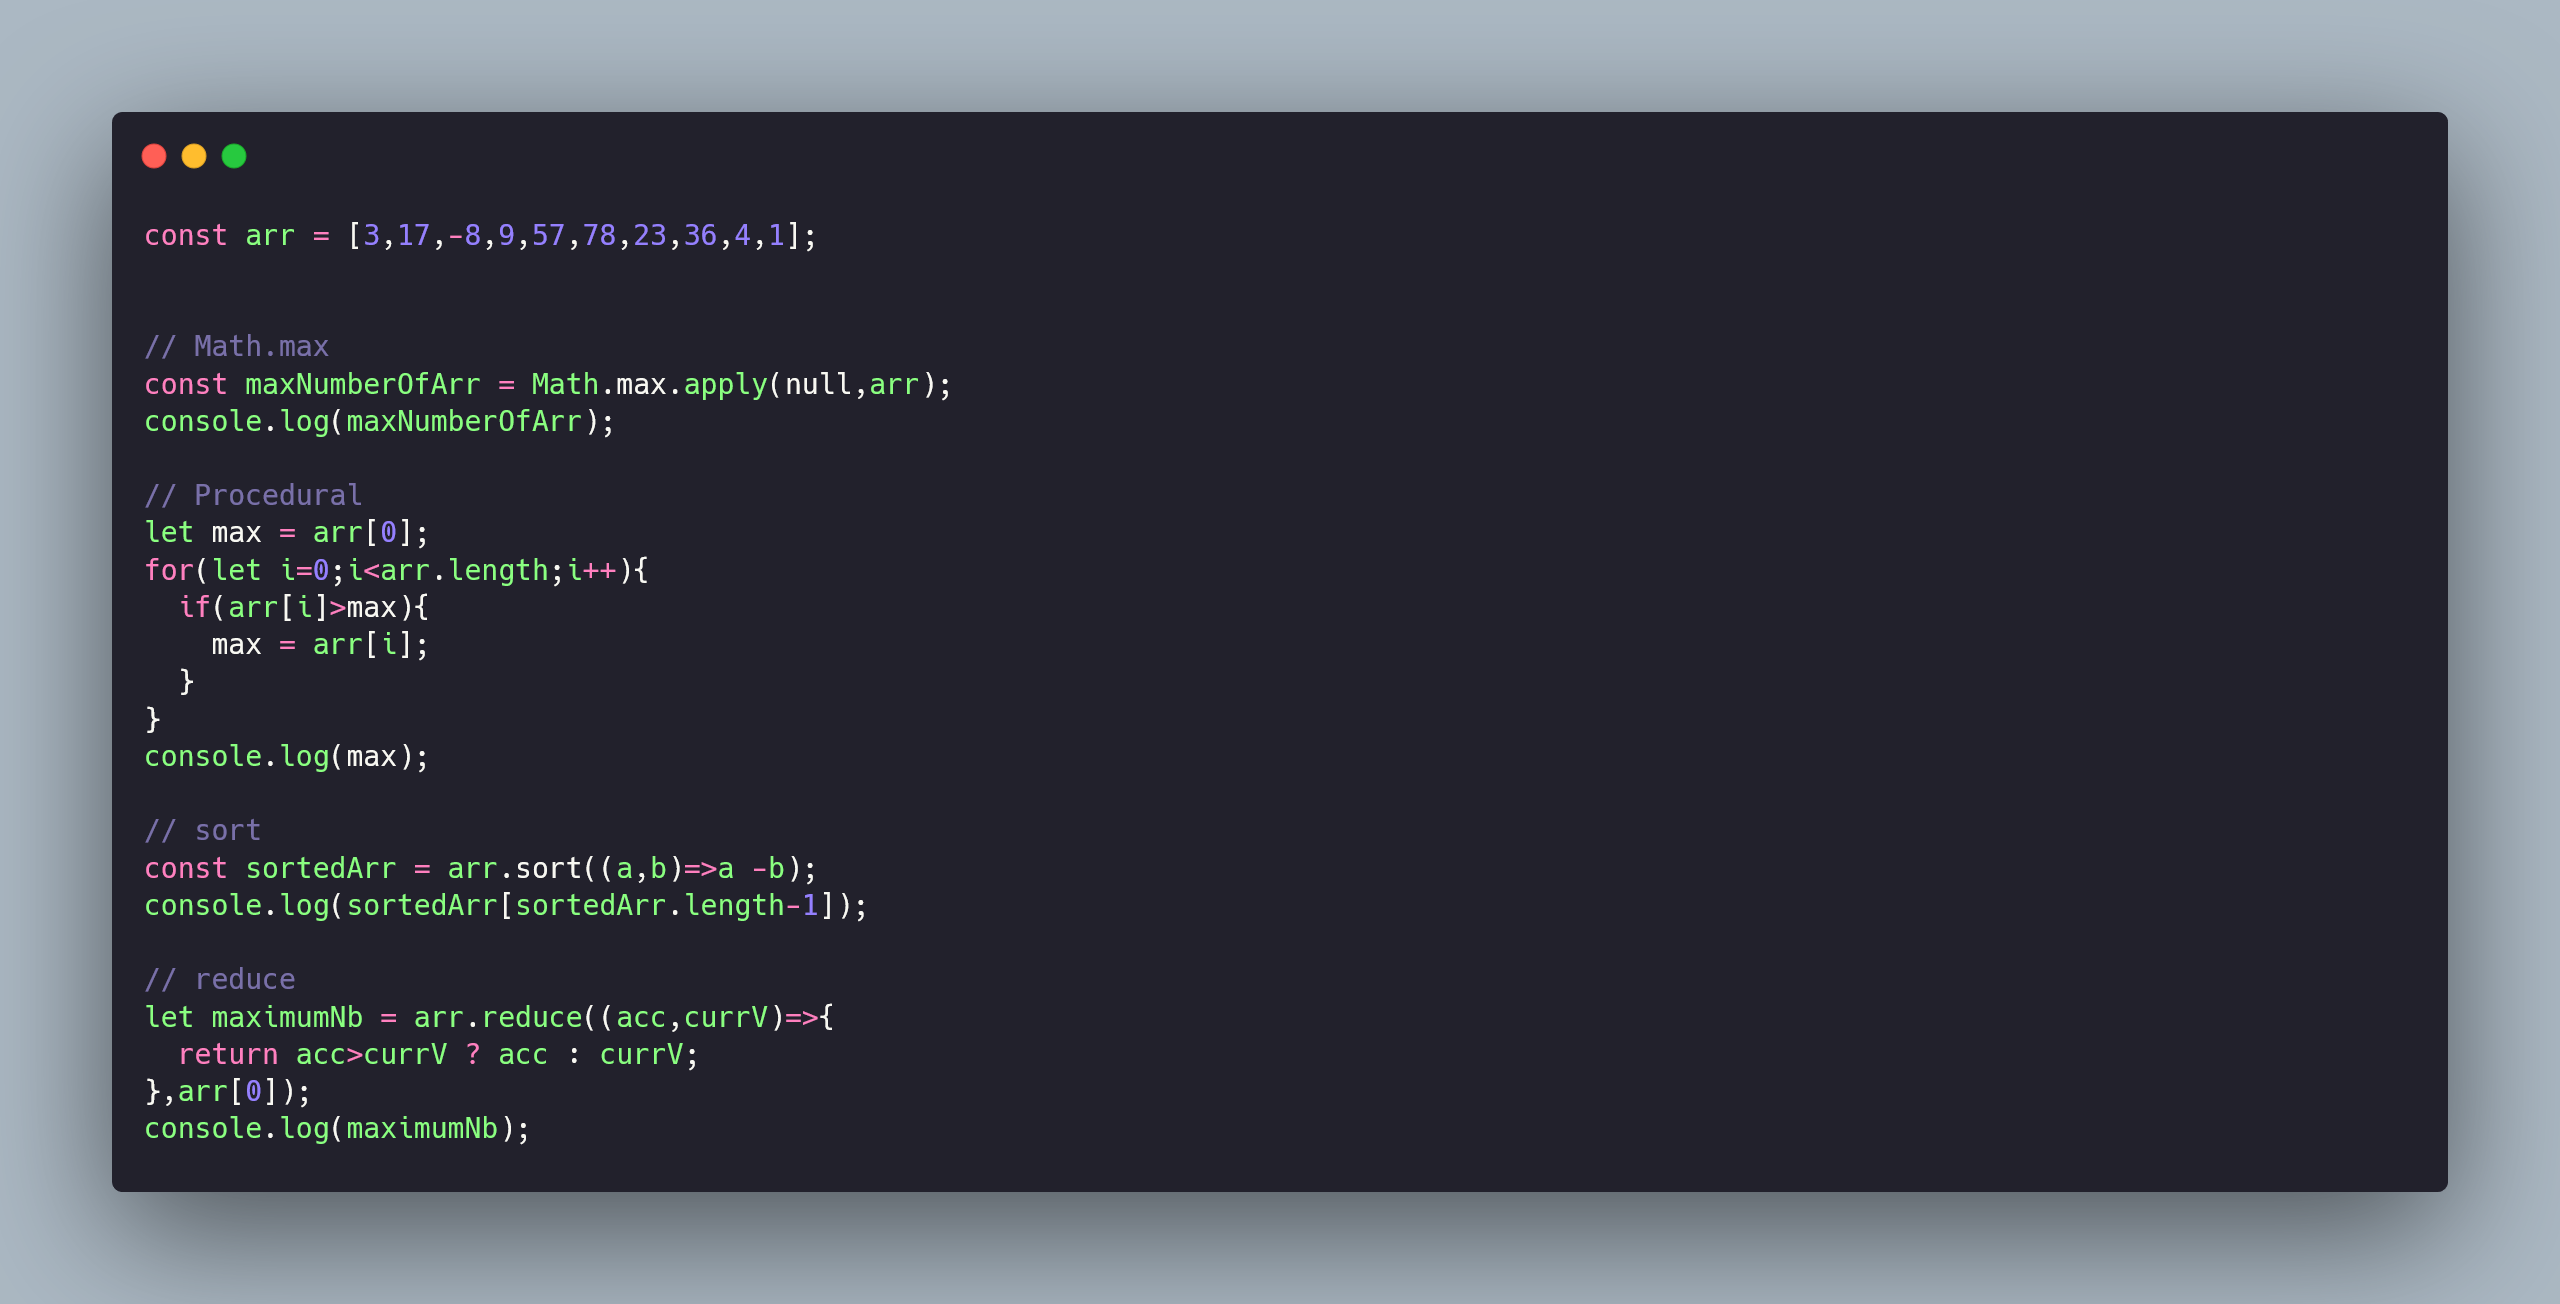 const arr = [3,17,-8,9,57,78,23,36,4,1];
// Math.max
const maxNumberOfArr = Math.max.apply(null,arr);
console.log(maxNumberOfArr);
// Procedural
let max = arr[0];
for(let i=0;i<arr.length;i++){
  if(arr[i]>max){
    max = arr[i];
  }
}
console.log(max);
// sort
const sortedArr = arr.sort((a,b)=>a -b);
console.log(sortedArr[sortedArr.length-1]);
// reduce
let maximumNb = arr.reduce((acc,currV)=>{
  return acc>currV ? acc : currV;
},arr[0]);
console.log(maximumNb);